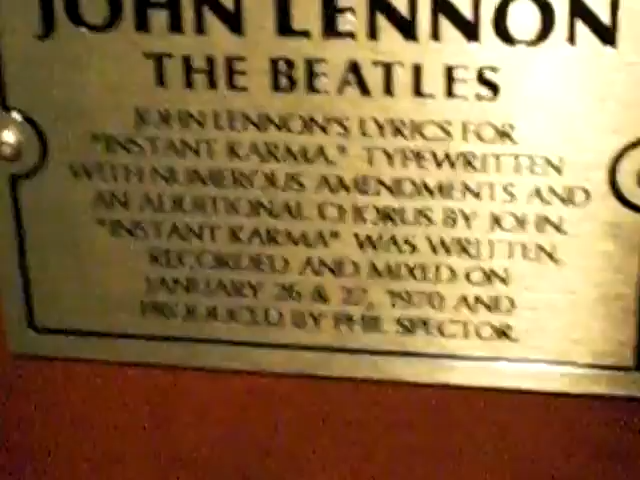 JOHN LENNON
THE BEATLES
JOHN LENNON'S LYRICS FOR
"INSTANT KARMA," TYPEWRITTEN
WITH NUMEROUS AMENDMENTS AND
AN ADDITIONAL CHORUS BY JOHN.
"INSTANT KARMA" WAS WRITTEN,
RECORDED AND MIXED ON
JANUARY 26 & 27, 1970 AND
PRODUCED BY PHIL SPECTOR.